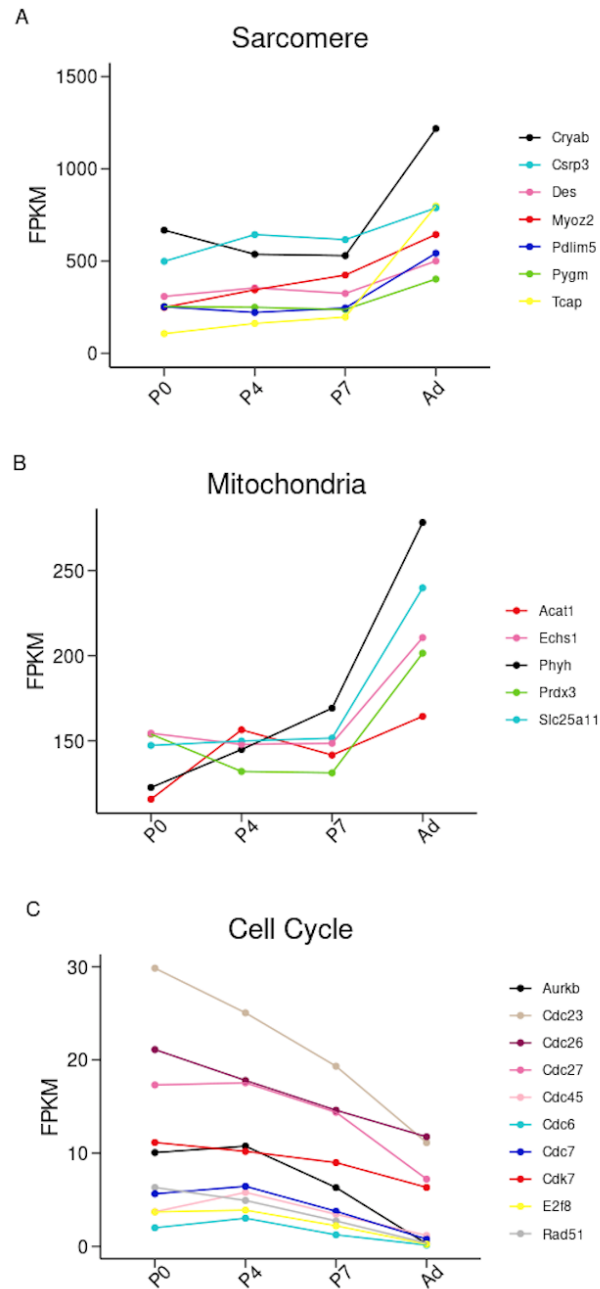 A
Sarcomere
1500
1000
500
0
FPKM
P0
P4
P7
Ad
Cryab
Csrp3
Des
Myoz2
Pdlim5
Pygm
Tcap
B
Mitochondria
250
200
150
FPKM
P0
P4
P7
Ad
Acat1
Echs1
Phyh
Prdx3
Slc25a11
C
Cell Cycle
30
20
10
0
FPKM
P0
P4
P7
Ad
Aurkb
Cdc23
Cdc26
Cdc27
Cdc45
Cdc6
Cdc7
Cdk7
E2f8
Rad51